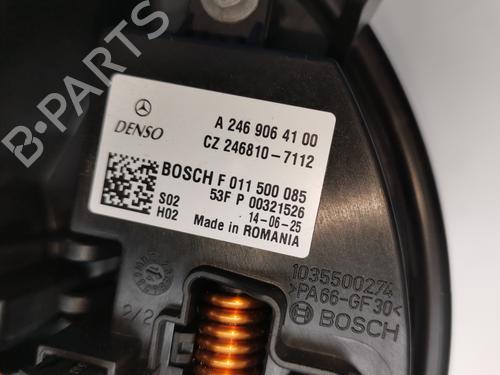 A 246 906 41 00
DENSO
CZ 246810-7112
BOSCH F 011 500 085
53F P 00321526
S02
H02
14-06-25
Made in ROMANIA
1035500274
>PA66-GF30<
BOSCH
2/2
B-PARTS